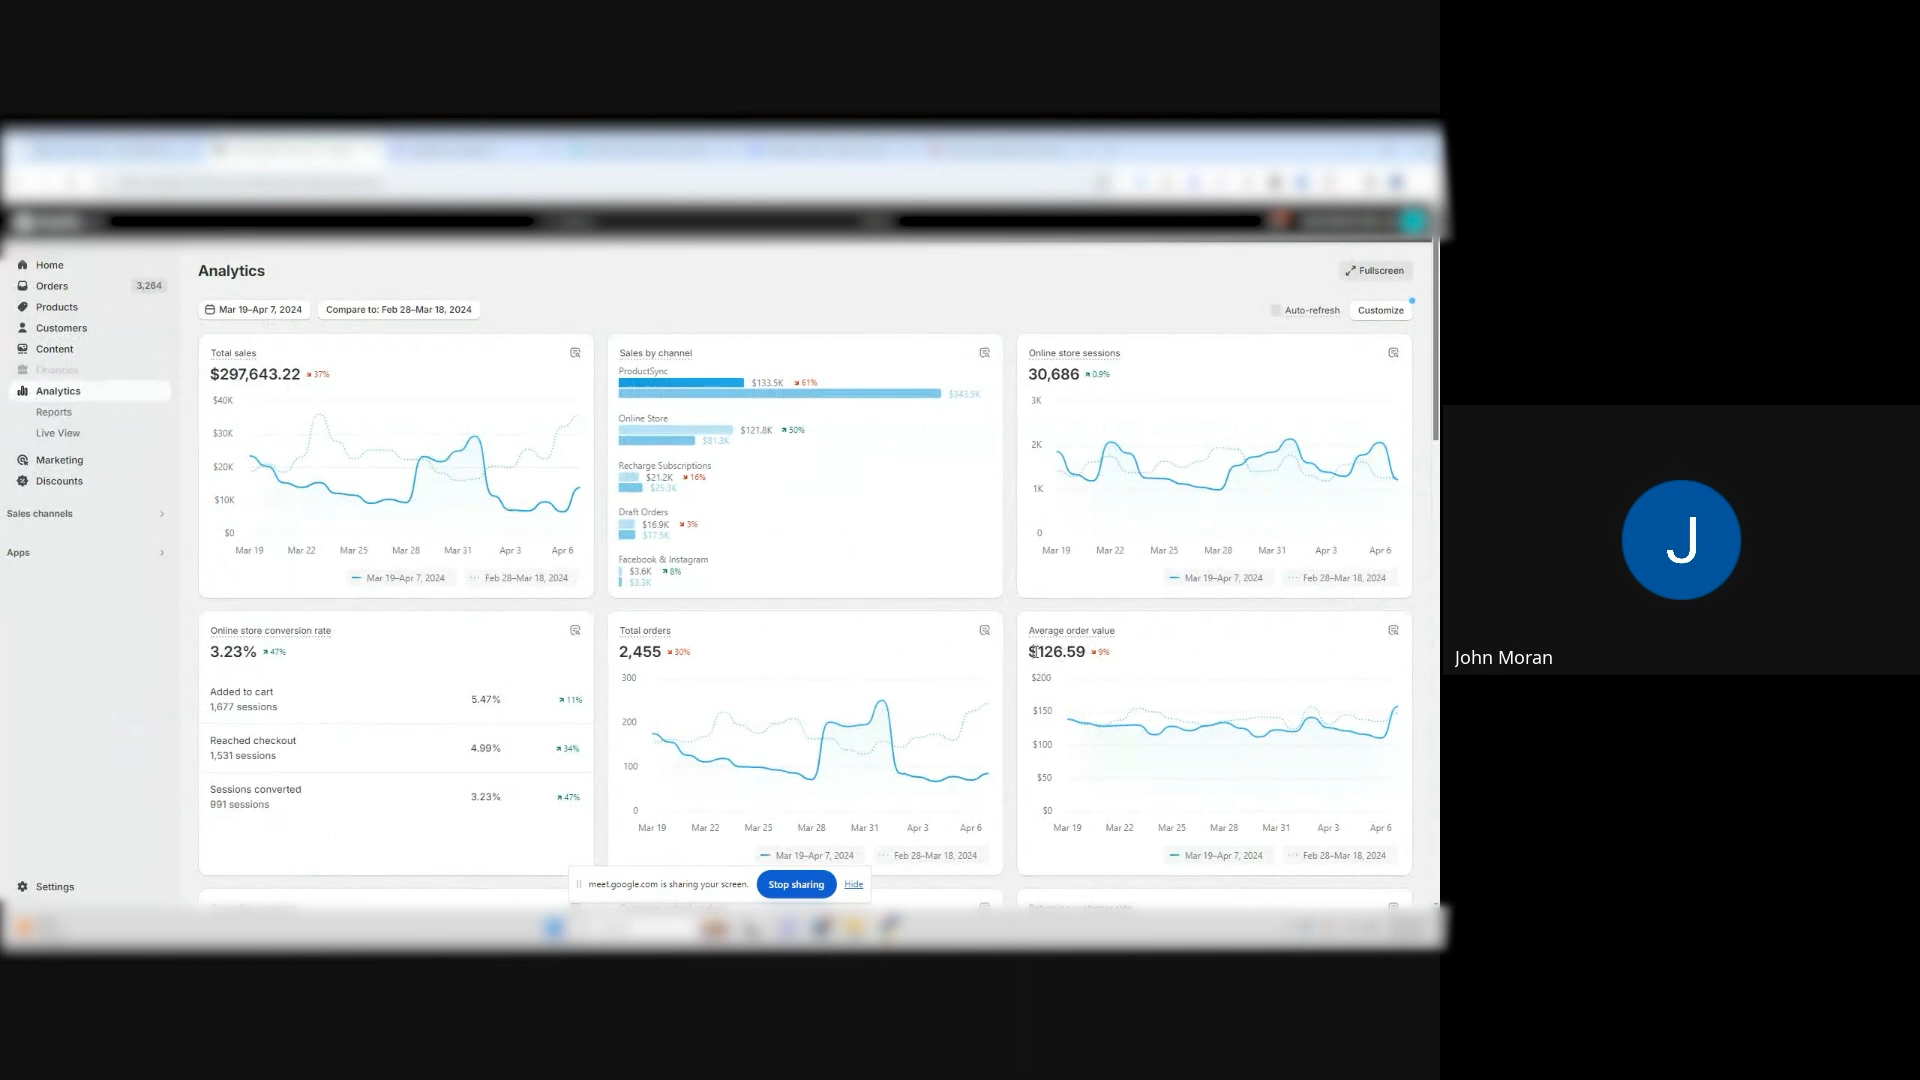 Home
Orders 3,264
Products
Customers
Content
Finances
Analytics
Reports
Live View
Marketing
Discounts
Sales channels
Apps
Settings
Analytics
Fullscreen
Mar 19–Apr 7, 2024
Compare to: Feb 28–Mar 18, 2024
Auto-refresh
Customize
Total sales
$297,643.22 37%
$40K
$30K
$20K
$10K
$0
Mar 19 Mar 22 Mar 25 Mar 28 Mar 31 Apr 3 Apr 6
Mar 19–Apr 7, 2024 Feb 28–Mar 18, 2024
Sales by channel
ProductSync
$133.5K 61%
$343.5K
Online Store
$121.8K 50%
$81.3K
Recharge Subscriptions
$21.2K 16%
$25.3K
Draft Orders
$16.9K 3%
$17.5K
Facebook & Instagram
$3.6K 8%
$3.3K
Online store sessions
30,686 0.9%
3K
2K
1K
0
Mar 19 Mar 22 Mar 25 Mar 28 Mar 31 Apr 3 Apr 6
Mar 19–Apr 7, 2024 Feb 28–Mar 18, 2024
Online store conversion rate
3.23% 47%
Added to cart
1,677 sessions
5.47% 11%
Reached checkout
1,531 sessions
4.99% 34%
Sessions converted
991 sessions
3.23% 47%
Total orders
2,455 30%
300
200
100
0
Mar 19 Mar 22 Mar 25 Mar 28 Mar 31 Apr 3 Apr 6
Mar 19–Apr 7, 2024 Feb 28–Mar 18, 2024
Average order value
$126.59 9%
$200
$150
$100
$50
$0
Mar 19 Mar 22 Mar 25 Mar 28 Mar 31 Apr 3 Apr 6
Mar 19–Apr 7, 2024 Feb 28–Mar 18, 2024
meet.google.com is sharing your screen.
Stop sharing
Hide
J
John Moran